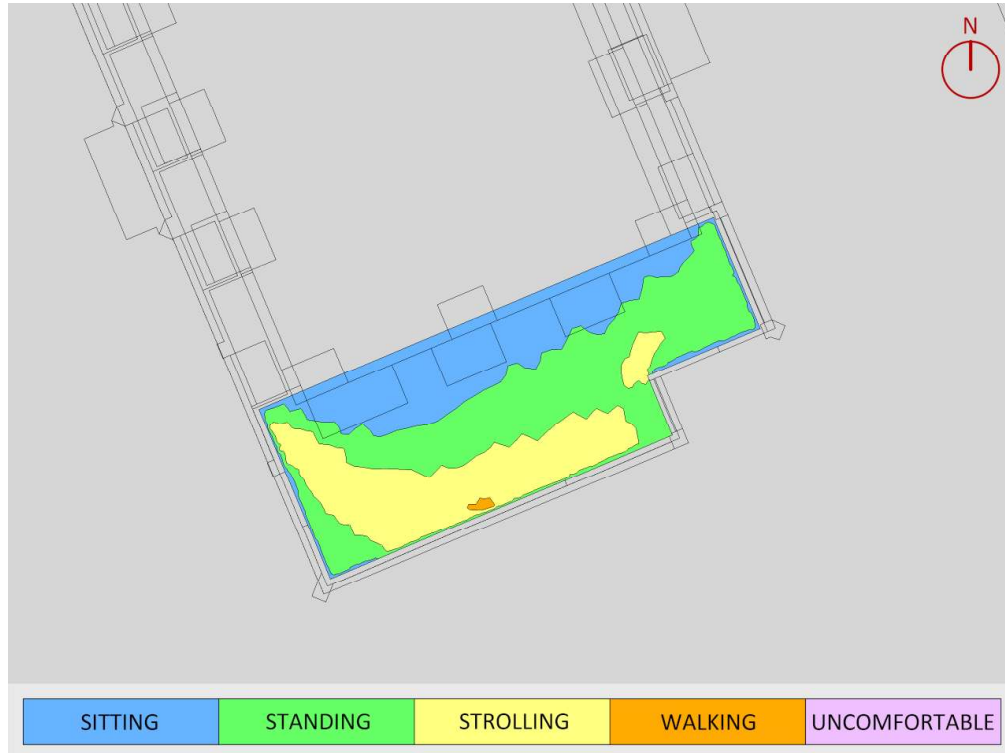 N
SITTING
STANDING
STROLLING
WALKING
UNCOMFORTABLE